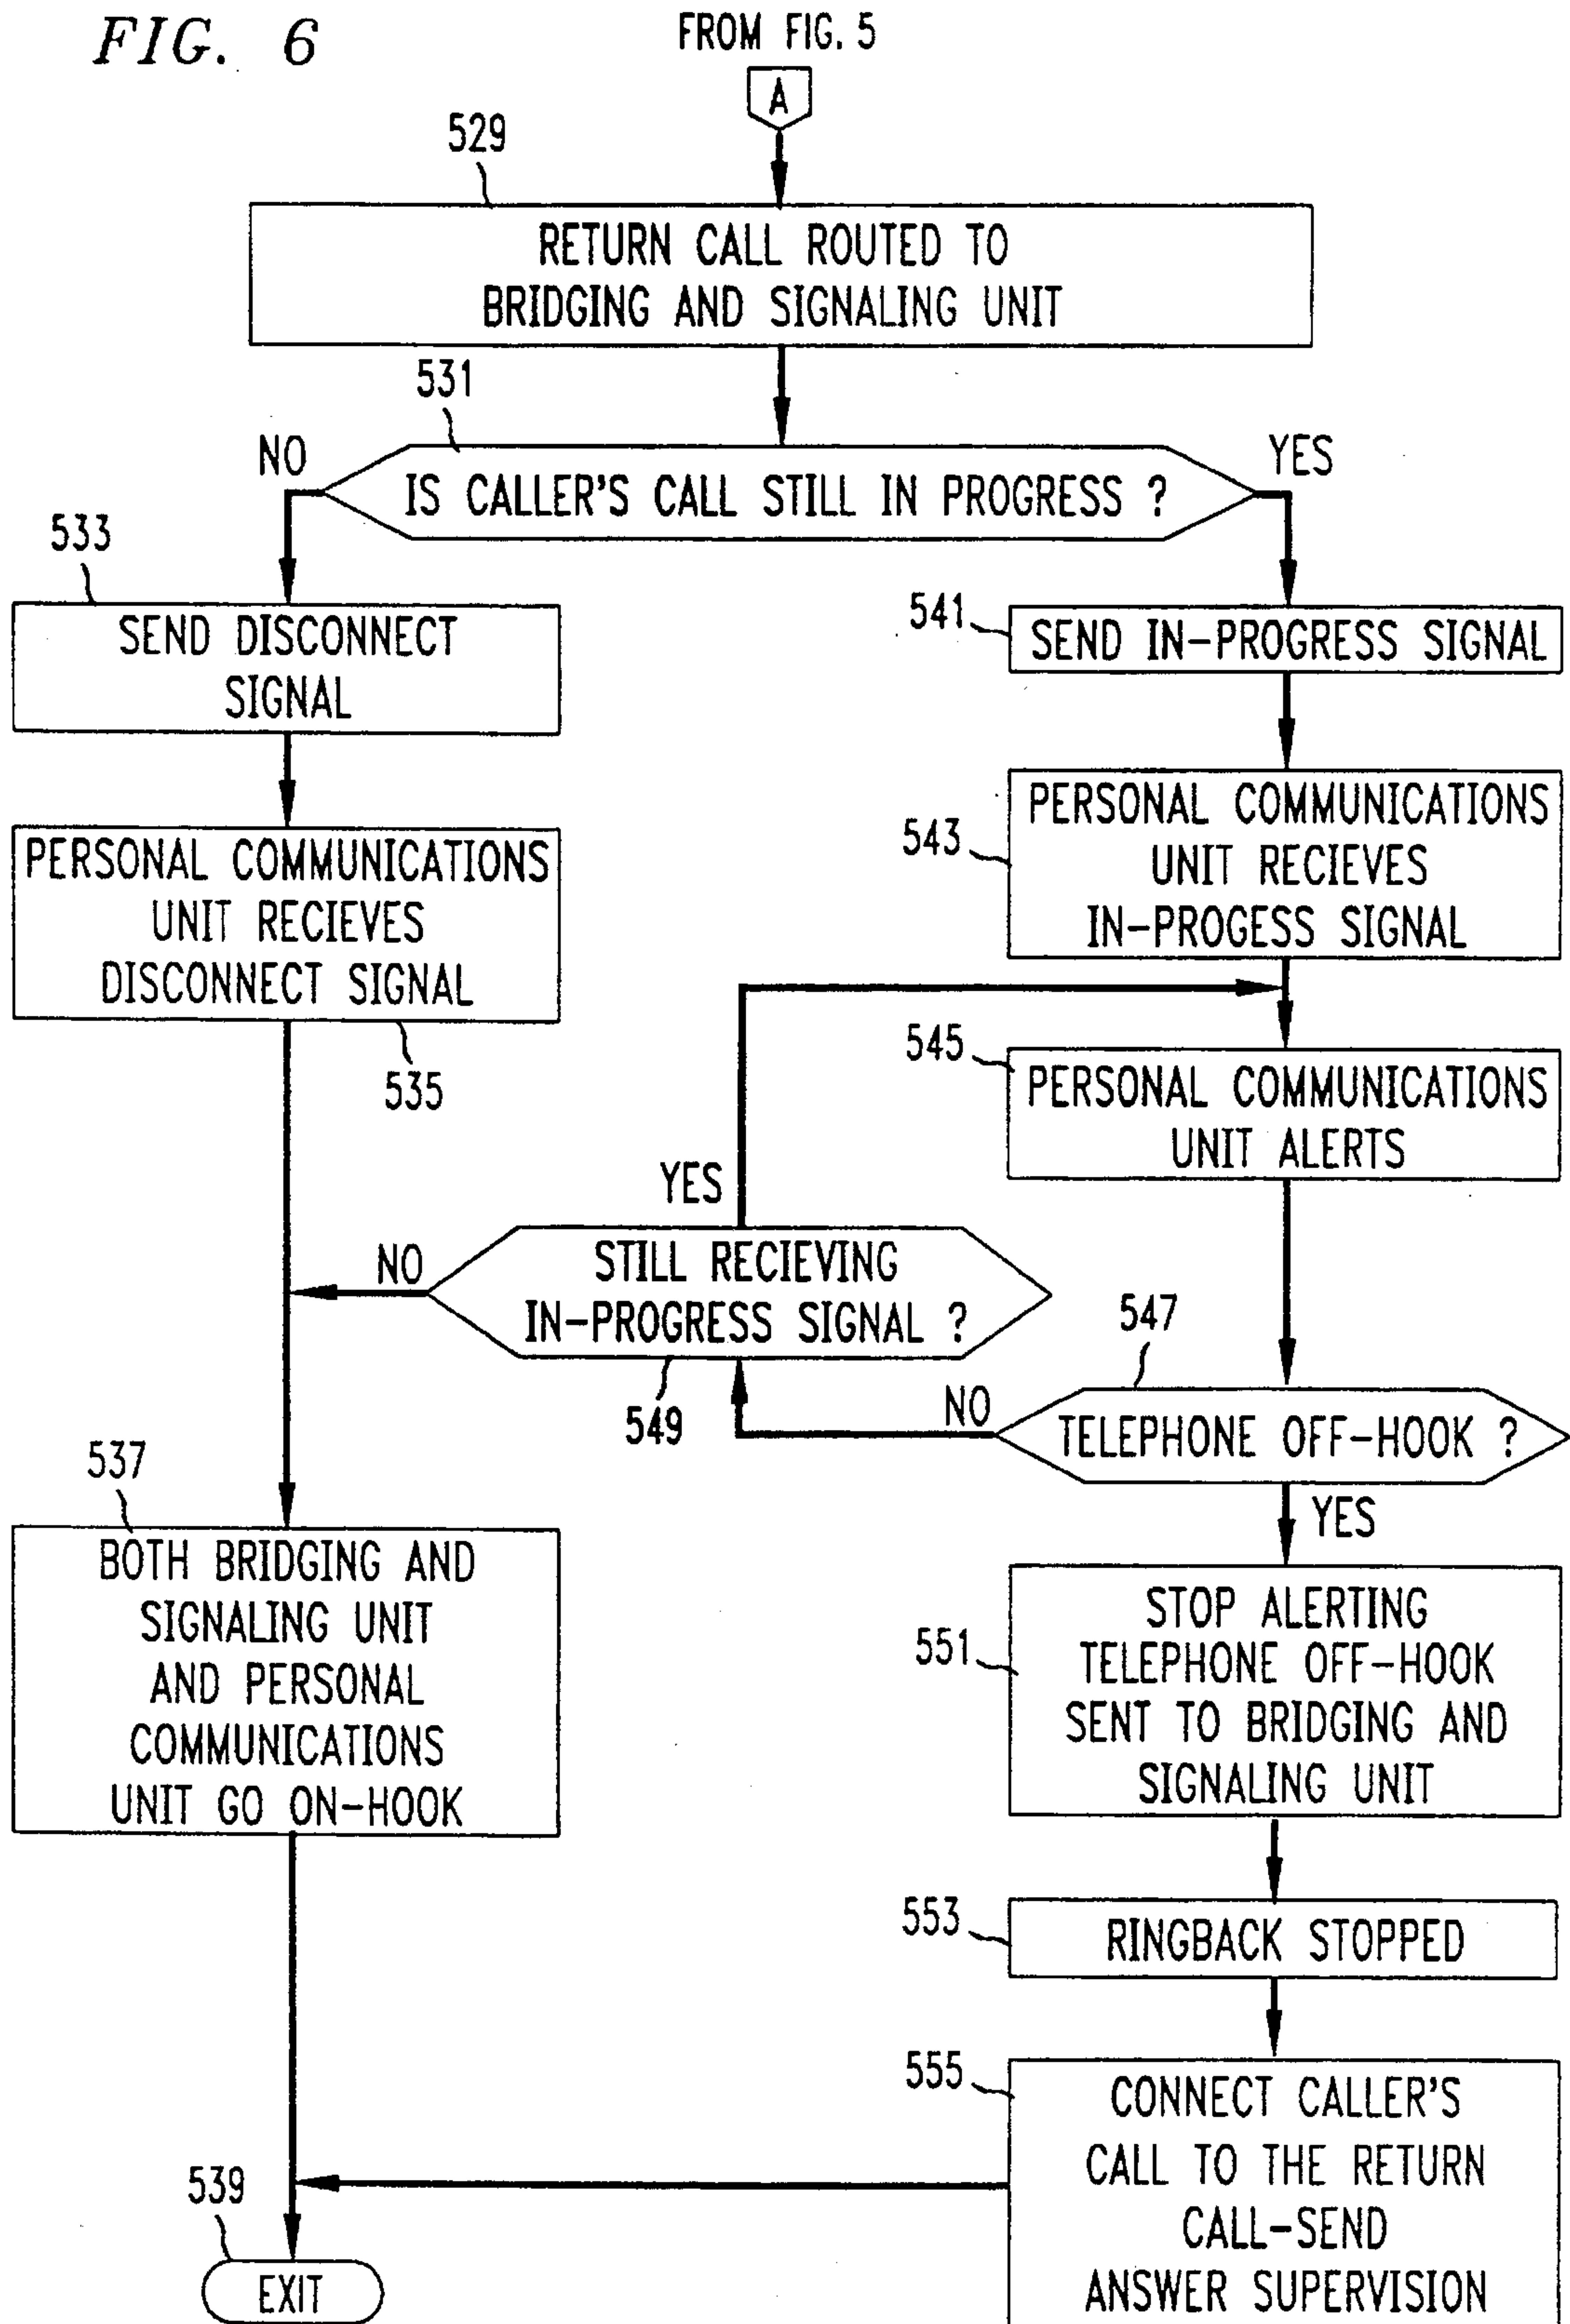 FIG. 6
FROM FIG. 5
A
529
RETURN CALL ROUTED TO
BRIDGING AND SIGNALING UNIT
531
NO
IS CALLER'S CALL STILL IN PROGRESS ?
YES
533
SEND DISCONNECT
SIGNAL
541
SEND IN-PROGRESS SIGNAL
PERSONAL COMMUNICATIONS
UNIT RECIEVES
DISCONNECT SIGNAL
535
543
PERSONAL COMMUNICATIONS
UNIT RECIEVES
IN-PROGESS SIGNAL
545
PERSONAL COMMUNICATIONS
UNIT ALERTS
YES
NO
STILL RECIEVING
IN-PROGRESS SIGNAL ?
549
547
NO
TELEPHONE OFF-HOOK ?
YES
537
BOTH BRIDGING AND
SIGNALING UNIT
AND PERSONAL
COMMUNICATIONS
UNIT GO ON-HOOK
551
STOP ALERTING
TELEPHONE OFF-HOOK
SENT TO BRIDGING AND
SIGNALING UNIT
553
RINGBACK STOPPED
555
CONNECT CALLER'S
CALL TO THE RETURN
CALL-SEND
ANSWER SUPERVISION
539
EXIT